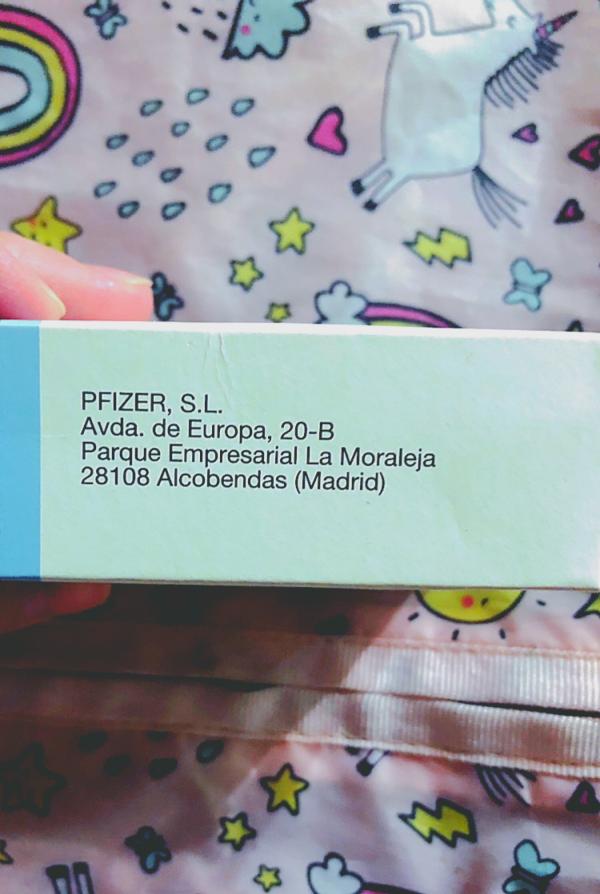 PFIZER, S.L.
Avda. de Europa, 20-B
Parque Empresarial La Moraleja
28108 Alcobendas (Madrid)